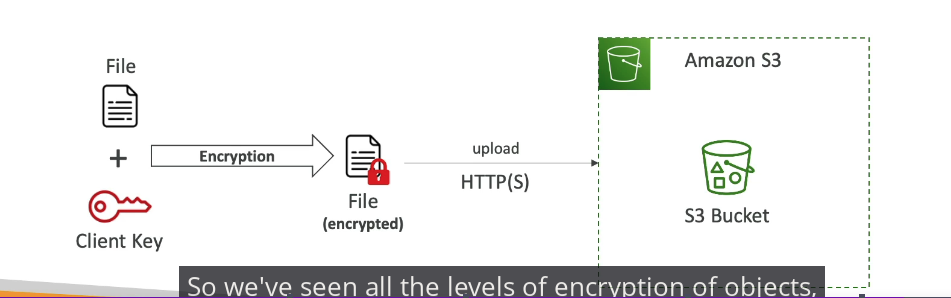 File
+
Client Key
Encryption
File
(encrypted)
upload
HTTP(S)
Amazon S3
S3 Bucket
So we've seen all the levels of encryption of objects,